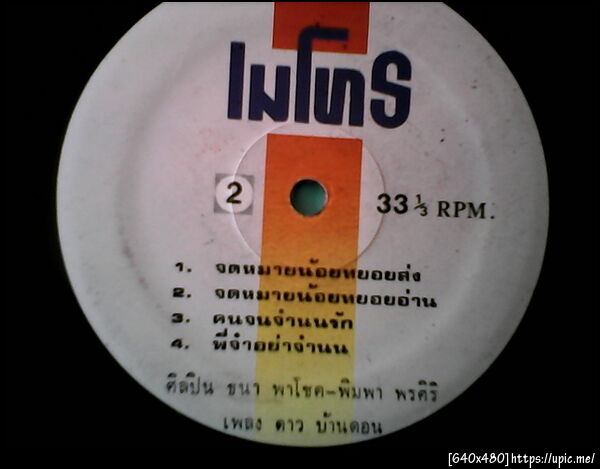 เมโทร
2
33 ⅓ RPM.
1. จดหมายน้อยหยอยส่ง
2. จดหมายน้อยหยอยอ่าน
3. คนจนจำนนรัก
4. พี่จ๋าอย่าจำนน
ศิลปิน ธนา พาโชค-พิมพา พรศิริ
เพลง ดาว บ้านดอน
[640x480]https://upic.me/